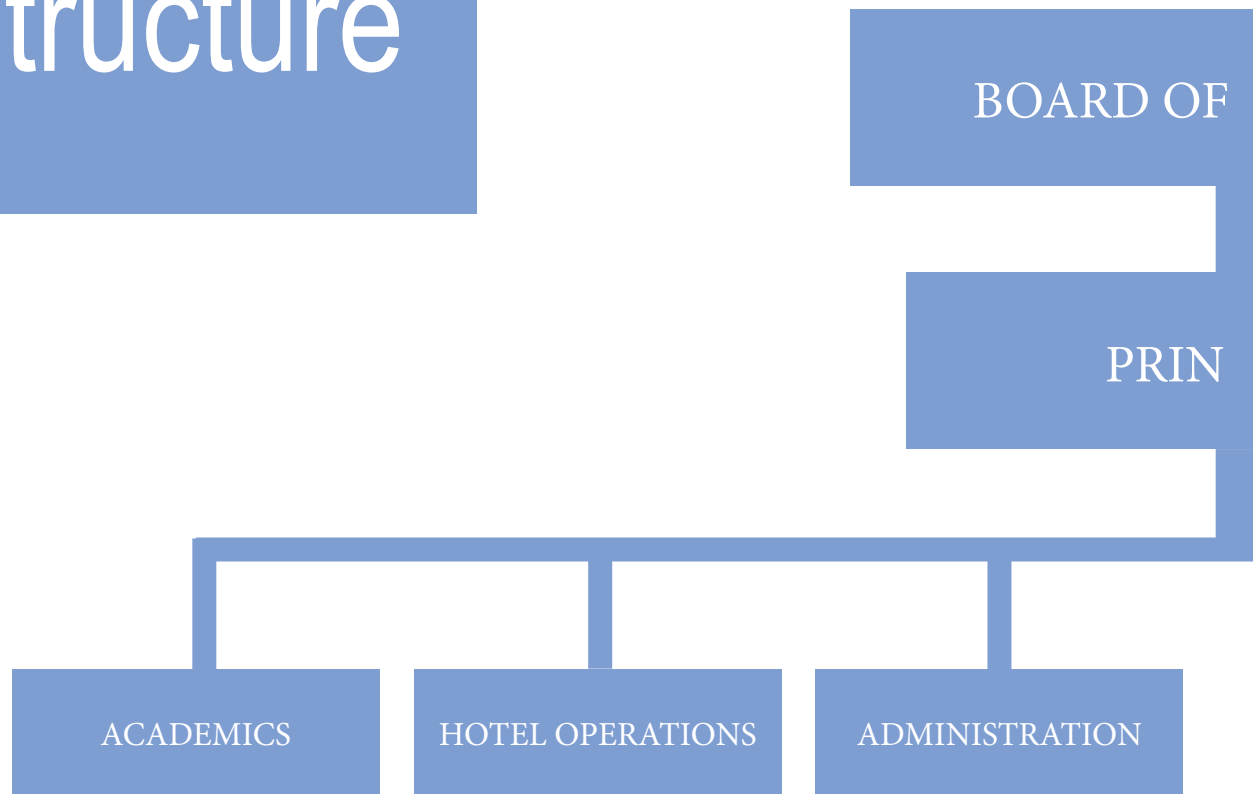 tructure
BOARD OF
PRIN
ACADEMICS
HOTEL OPERATIONS
ADMINISTRATION